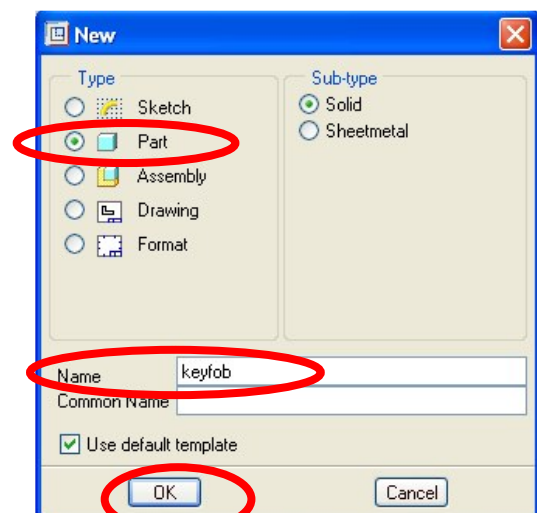 New
Type
Sub-type
Sketch
Solid
Part
Sheetmetal
Assembly
Drawing
Format
Name keyfob
Common Name
Use default template
OK Cancel